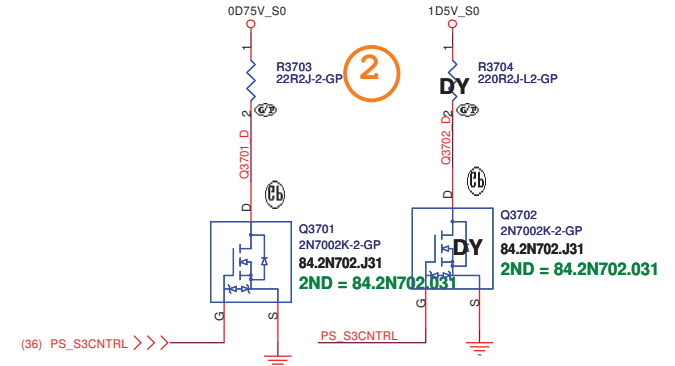 0D75V_S0
1D5V_S0
1
R3703
22R2J-2-GP
2
1
R3704
220R2J-L2-GP
DY
2
G/P
2
G/P
Q3701_D
Q3702_D
D
D
Q3701
2N7002K-2-GP
84.2N702.J31
2ND = 84.2N702.031
Q3702
2N7002K-2-GP
DY
84.2N702.J31
2ND = 84.2N702.031
G
S
G
S
(36) PS_S3CNTRL
PS_S3CNTRL